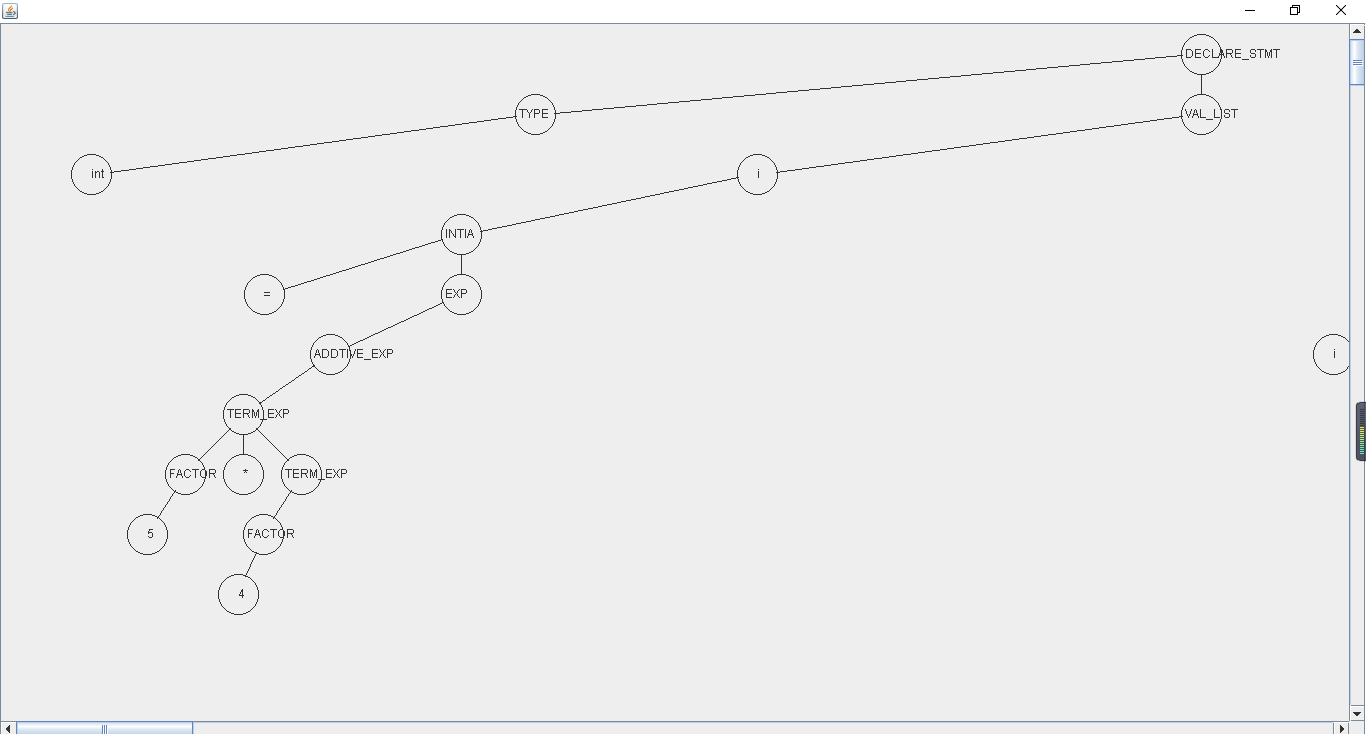 DECLARE_STMT
TYPE
VAL_LIST
int
i
INTIA
=
EXP
ADDTIVE_EXP
i
TERM_EXP
FACTOR
*
TERM_EXP
5
FACTOR
4